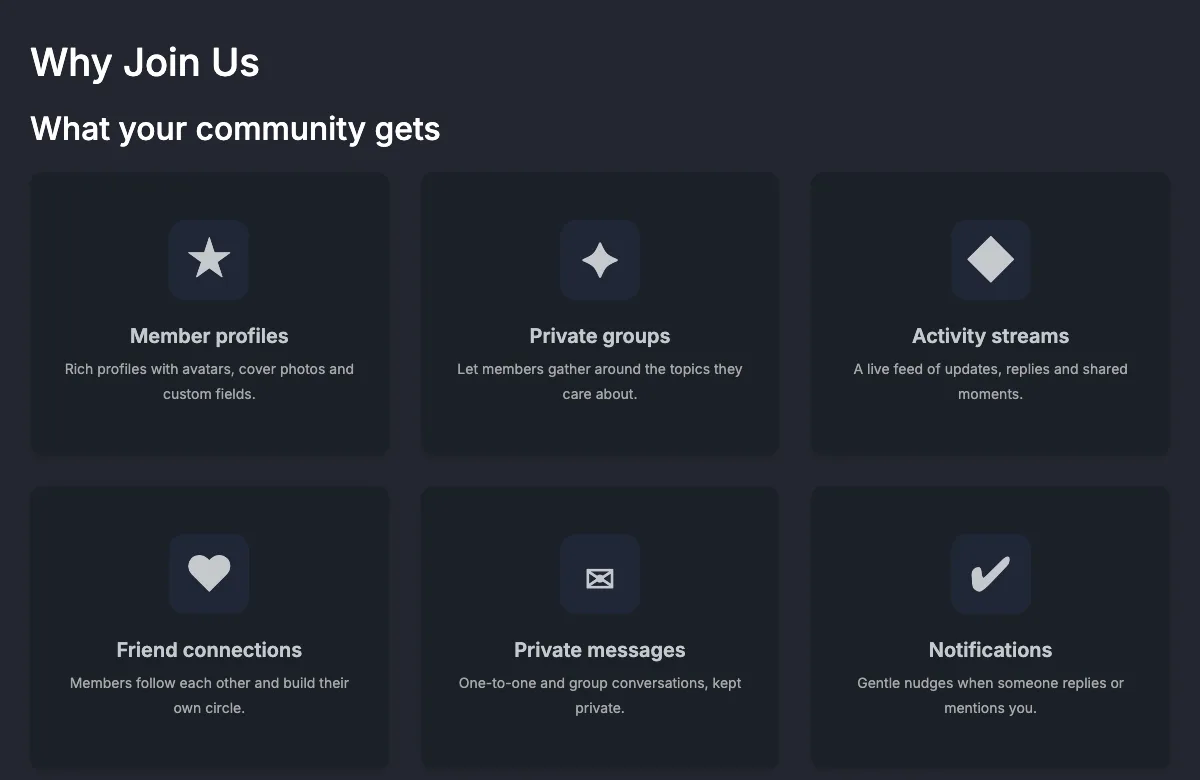 Why Join Us
What your community gets
Member profiles
Rich profiles with avatars, cover photos and
custom fields.
Private groups
Let members gather around the topics they
care about.
Activity streams
A live feed of updates, replies and shared
moments.
Friend connections
Members follow each other and build their
own circle.
Private messages
One-to-one and group conversations, kept
private.
Notifications
Gentle nudges when someone replies or
mentions you.